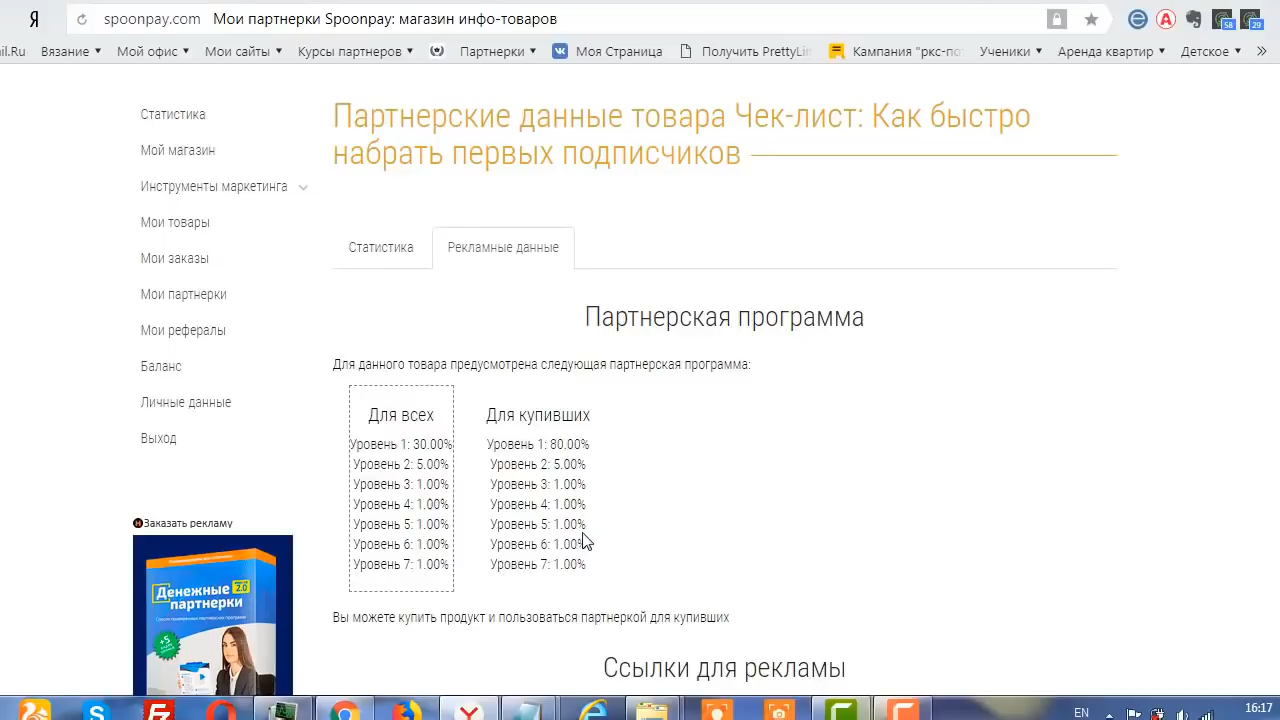 Я spoonpay.com Мои партнерки Spoonpay: магазин инфо-товаров
58 29
il.Ru Вязание Мой офис Мои сайты Курсы партнеров Партнерки Моя Страница Получить PrettyLin Кампания "ркс-по Ученики Аренда квартир Детское »
Партнерские данные товара Чек-лист: Как быстро
набрать первых подписчиков
Статистика
Мой магазин
Инструменты маркетинга
Мои товары
Мои заказы
Мои партнерки
Мои рефералы
Баланс
Личные данные
Выход
Статистика Рекламные данные
Партнерская программа
Для данного товара предусмотрена следующая партнерская программа:
Для всех
Уровень 1: 30.00%
Уровень 2: 5.00%
Уровень 3: 1.00%
Уровень 4: 1.00%
Уровень 5: 1.00%
Уровень 6: 1.00%
Уровень 7: 1.00%
Для купивших
Уровень 1: 80.00%
Уровень 2: 5.00%
Уровень 3: 1.00%
Уровень 4: 1.00%
Уровень 5: 1.00%
Уровень 6: 1.00%
Уровень 7: 1.00%
Вы можете купить продукт и пользоваться партнеркой для купивших
Ссылки для рекламы
Заказать рекламу
Денежные 2.0
партнерки
+5
EN 16:17